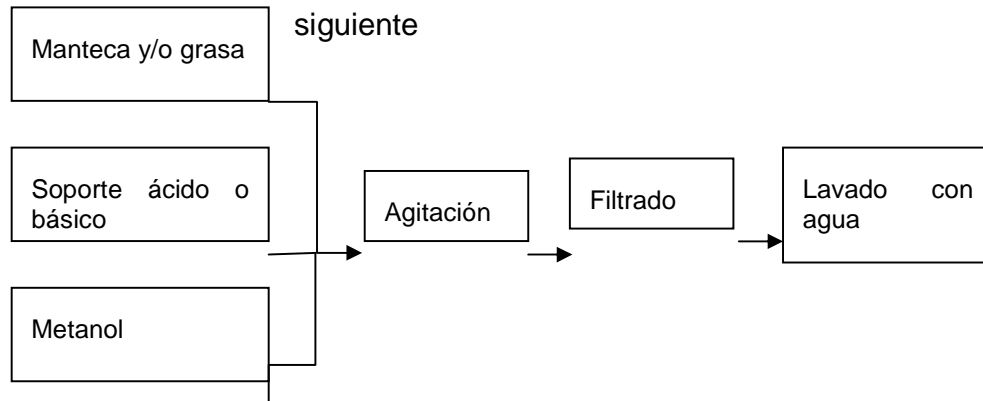 siguiente
Manteca y/o grasa
Soporte ácido o
básico
Metanol
Agitación
Filtrado
Lavado con
agua